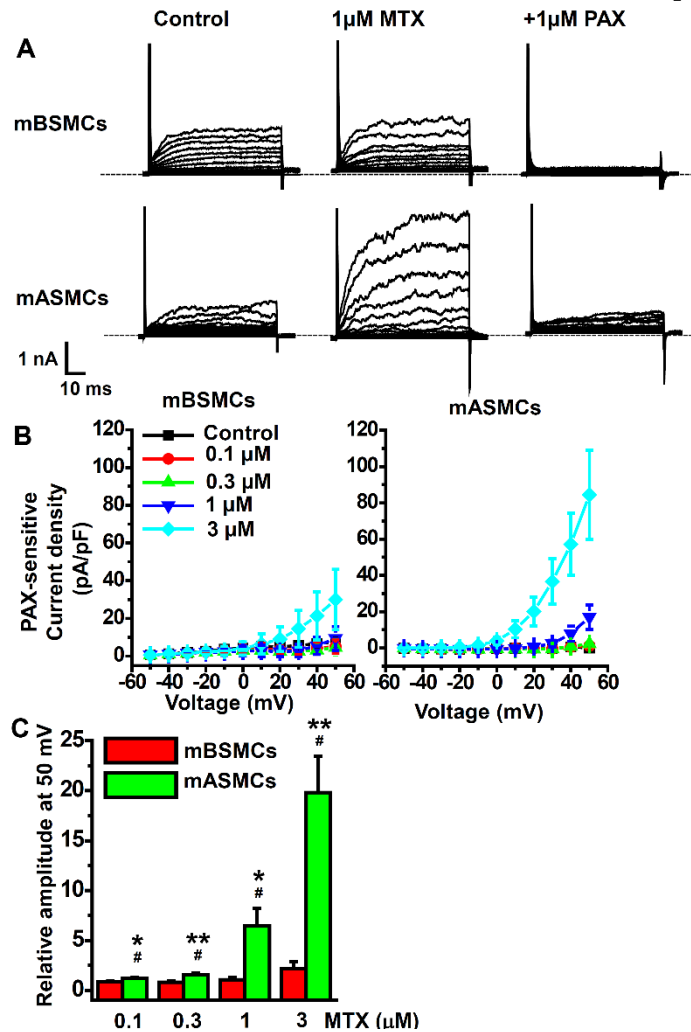 Control 1µM MTX +1µM PAX
A
mBSMCs
mASMCs
1 nA
10 ms
mBSMCs
mASMCs
B
120
100
80
60
40
20
0
Control
0.1 µM
0.3 µM
1 µM
3 µM
PAX-sensitive
Current density
(pA/pF)
-60 -40 -20 0 20 40 60
Voltage (mV)
120
100
80
60
40
20
0
-60 -40 -20 0 20 40 60
Voltage (mV)
C
25
20
15
10
5
0
Relative amplitude at 50 mV
mBSMCs
mASMCs
*
#
**
#
*
#
**
#
0.1 0.3 1 3 MTX (µM)